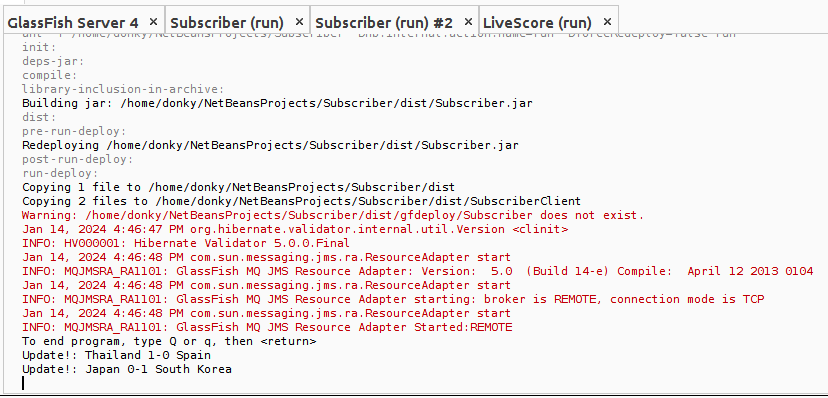 GlassFish Server 4 × Subscriber (run) × Subscriber (run) #2 × LiveScore (run) ×
ant -f /home/donky/NetBeansProjects/Subscriber -Dnb.internal.action.name=run -DforceRedeploy=false run
init:
deps-jar:
compile:
library-inclusion-in-archive:
Building jar: /home/donky/NetBeansProjects/Subscriber/dist/Subscriber.jar
dist:
pre-run-deploy:
Redeploying /home/donky/NetBeansProjects/Subscriber/dist/Subscriber.jar
post-run-deploy:
run-deploy:
Copying 1 file to /home/donky/NetBeansProjects/Subscriber/dist
Copying 2 files to /home/donky/NetBeansProjects/Subscriber/dist/SubscriberClient
Warning: /home/donky/NetBeansProjects/Subscriber/dist/gfdeploy/Subscriber does not exist.
Jan 14, 2024 4:46:47 PM org.hibernate.validator.internal.util.Version <clinit>
INFO: HV000001: Hibernate Validator 5.0.0.Final
Jan 14, 2024 4:46:48 PM com.sun.messaging.jms.ra.ResourceAdapter start
INFO: MQJMSRA_RA1101: GlassFish MQ JMS Resource Adapter: Version:  5.0  (Build 14-e) Compile:  April 12 2013 0104
Jan 14, 2024 4:46:48 PM com.sun.messaging.jms.ra.ResourceAdapter start
INFO: MQJMSRA_RA1101: GlassFish MQ JMS Resource Adapter starting: broker is REMOTE, connection mode is TCP
Jan 14, 2024 4:46:48 PM com.sun.messaging.jms.ra.ResourceAdapter start
INFO: MQJMSRA_RA1101: GlassFish MQ JMS Resource Adapter Started:REMOTE
To end program, type Q or q, then <return>
Update!: Thailand 1-0 Spain
Update!: Japan 0-1 South Korea